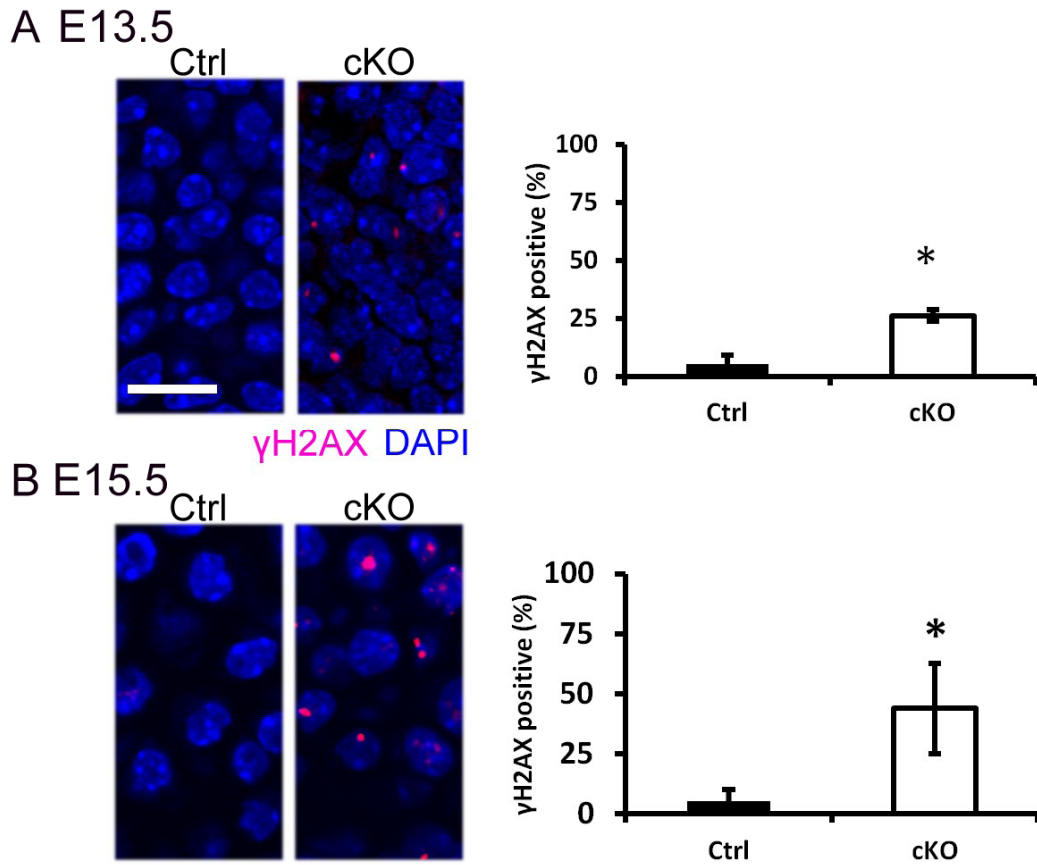 A E13.5
Ctrl cKO
γH2AX DAPI
γH2AX positive (%)
100
75
50
25
0
*
Ctrl cKO
B E15.5
Ctrl cKO
γH2AX positive (%)
100
75
50
25
0
*
Ctrl cKO